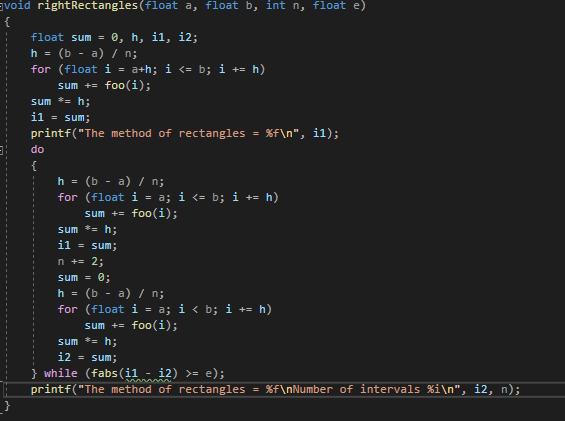 void rightRectangles(float a, float b, int n, float e)
{
    float sum = 0, h, i1, i2;
    h = (b - a) / n;
    for (float i = a+h; i <= b; i += h)
        sum += foo(i);
    sum *= h;
    i1 = sum;
    printf("The method of rectangles = %f\n", i1);
    do
    {
        h = (b - a) / n;
        for (float i = a; i <= b; i += h)
            sum += foo(i);
        sum *= h;
        i1 = sum;
        n += 2;
        sum = 0;
        h = (b - a) / n;
        for (float i = a; i < b; i += h)
            sum += foo(i);
        sum *= h;
        i2 = sum;
    } while (fabs(i1 - i2) >= e);
    printf("The method of rectangles = %f\nNumber of intervals %i\n", i2, n);
}